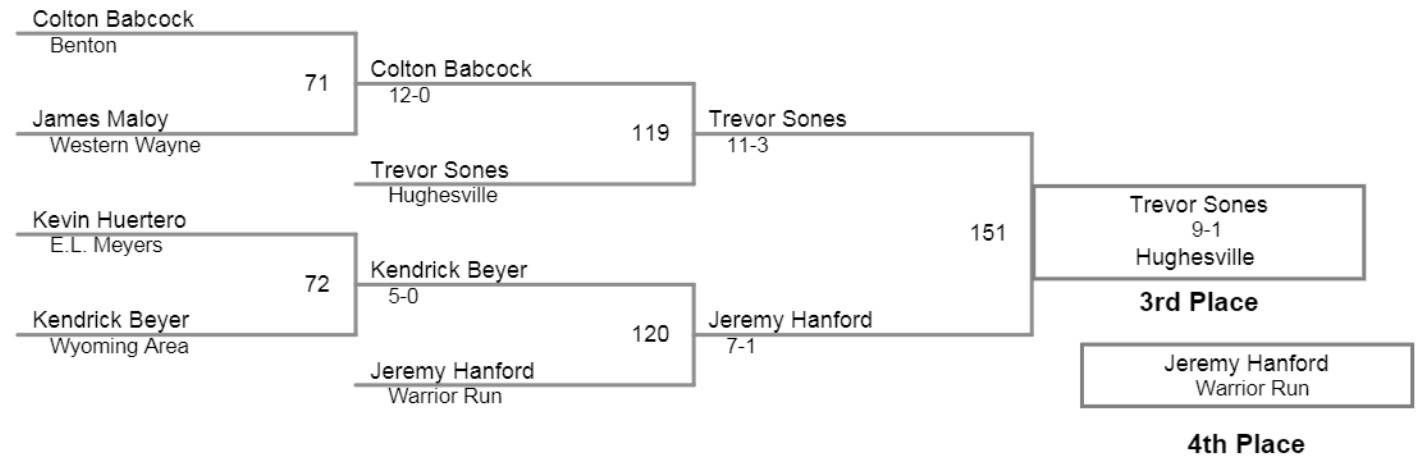 Colton Babcock
Benton
71
James Maloy
Western Wayne
Kevin Huertero
E.L. Meyers
72
Kendrick Beyer
Wyoming Area
Colton Babcock
12-0
119
Trevor Sones
Hughesville
Kendrick Beyer
5-0
120
Jeremy Hanford
Warrior Run
Trevor Sones
11-3
151
Jeremy Hanford
7-1
Trevor Sones
9-1
Hughesville
3rd Place
Jeremy Hanford
Warrior Run
4th Place